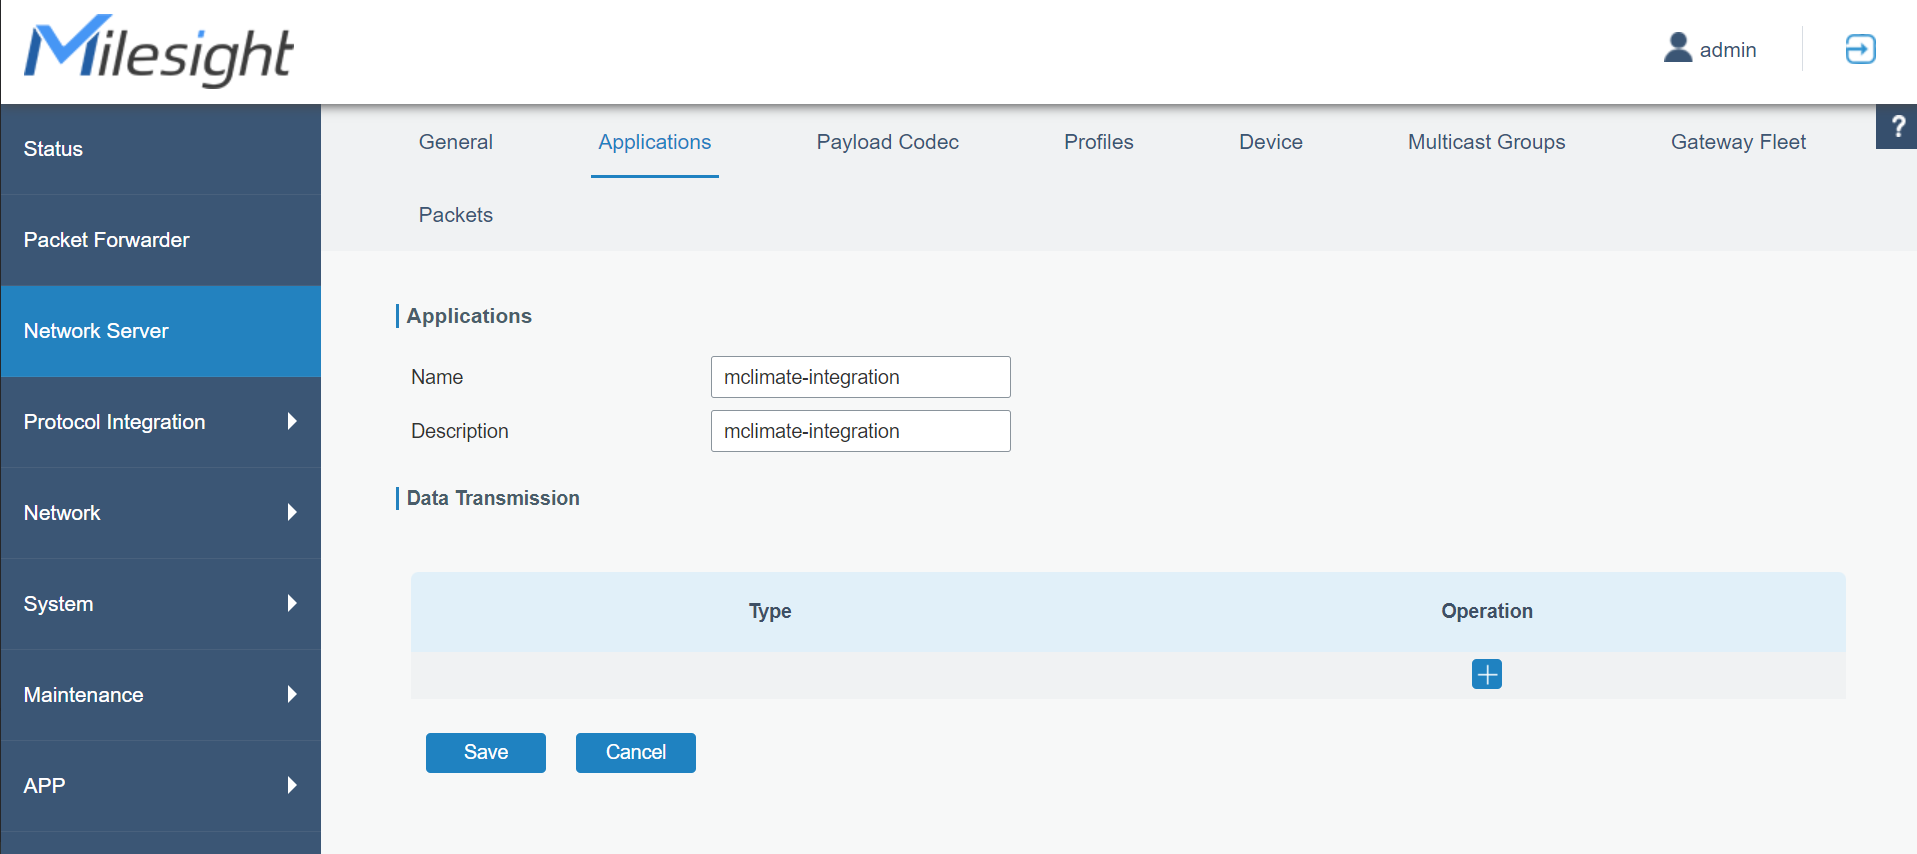 Milesight
admin
?
Status
Packet Forwarder
Network Server
Protocol Integration
Network
System
Maintenance
APP
General Applications Payload Codec Profiles Device Multicast Groups Gateway Fleet
Packets
Applications
Name mclimate-integration
Description mclimate-integration
Data Transmission
Type Operation
Save Cancel